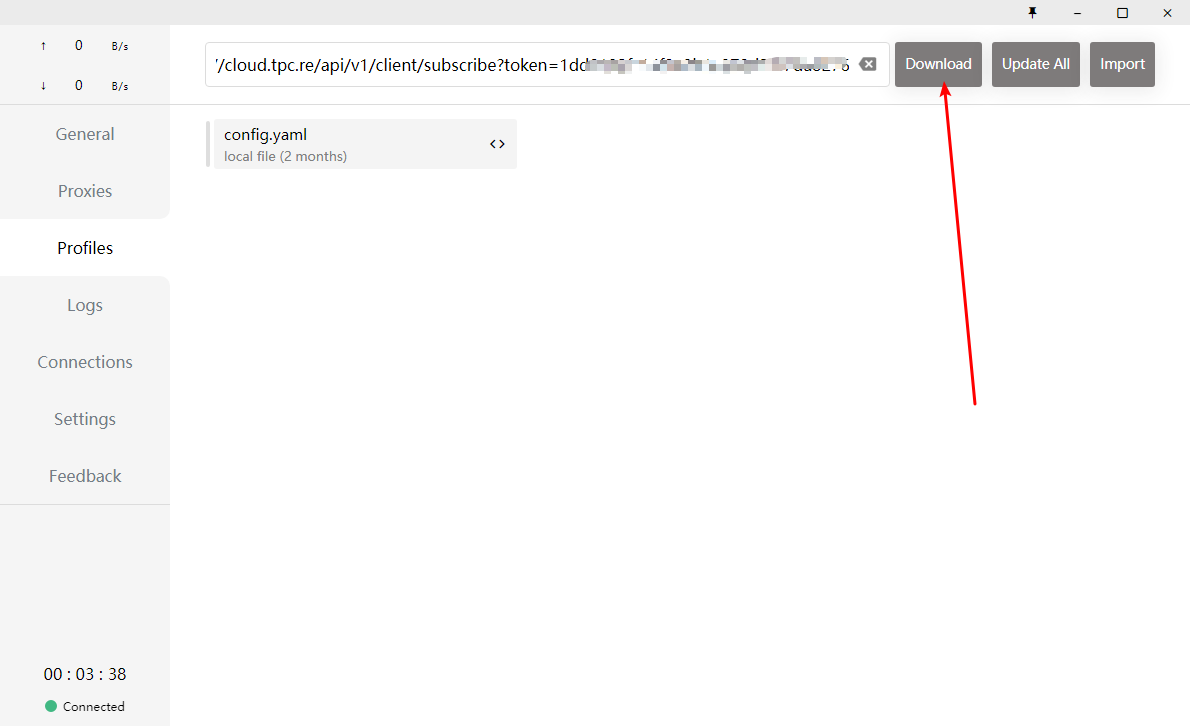 ↑ 0 B/s
↓ 0 B/s
General
Proxies
Profiles
Logs
Connections
Settings
Feedback
00 : 03 : 38
Connected
/cloud.tpc.re/api/v1/client/subscribe?token=1dd
Download
Update All
Import
config.yaml
local file (2 months)